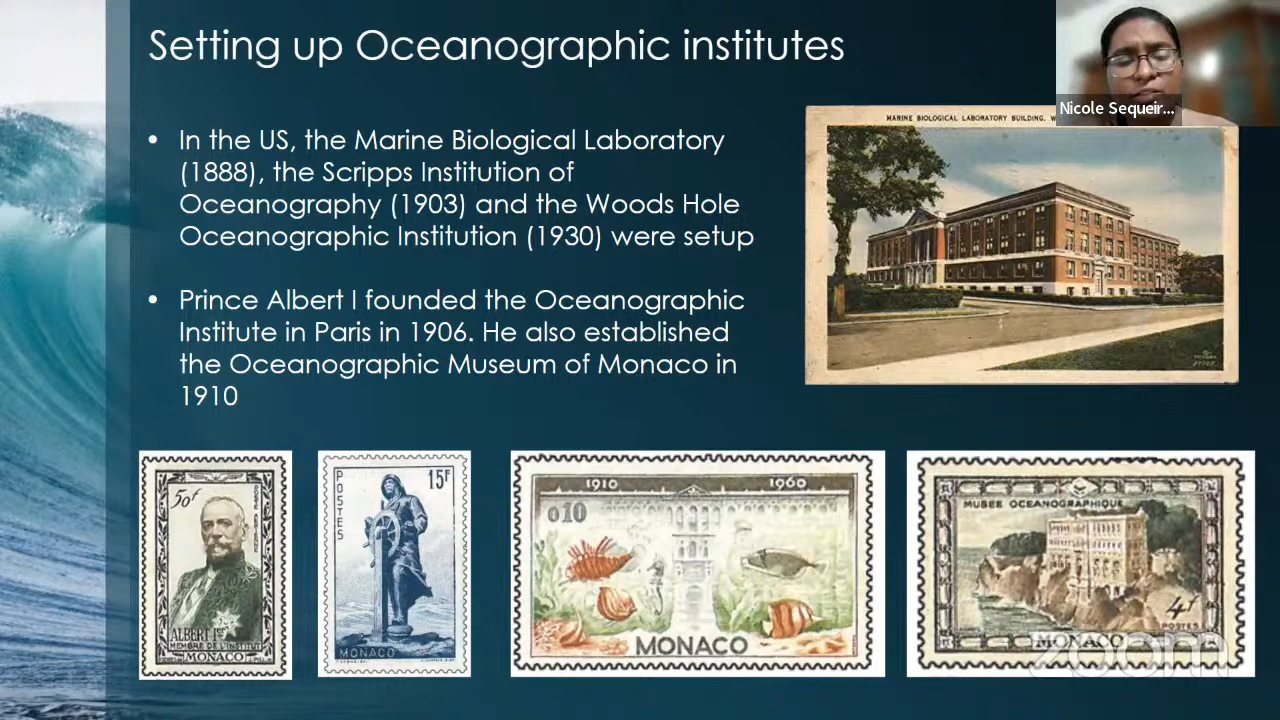 Setting up Oceanographic institutes
Nicole Sequeir...
• In the US, the Marine Biological Laboratory
(1888), the Scripps Institution of
Oceanography (1903) and the Woods Hole
Oceanographic Institution (1930) were setup
• Prince Albert I founded the Oceanographic
Institute in Paris in 1906. He also established
the Oceanographic Museum of Monaco in
1910
MARINE BIOLOGICAL LABORATORY BUILDING, W
50f
ALBERT Ier
MEMBRE DE L'INSTITUT
MONACO
POSTES
15F
MONACO
1910 1960
0.10
MONACO
MUSEE OCEANOGRAPHIQUE
4f
POSTES
MONACO
zoom